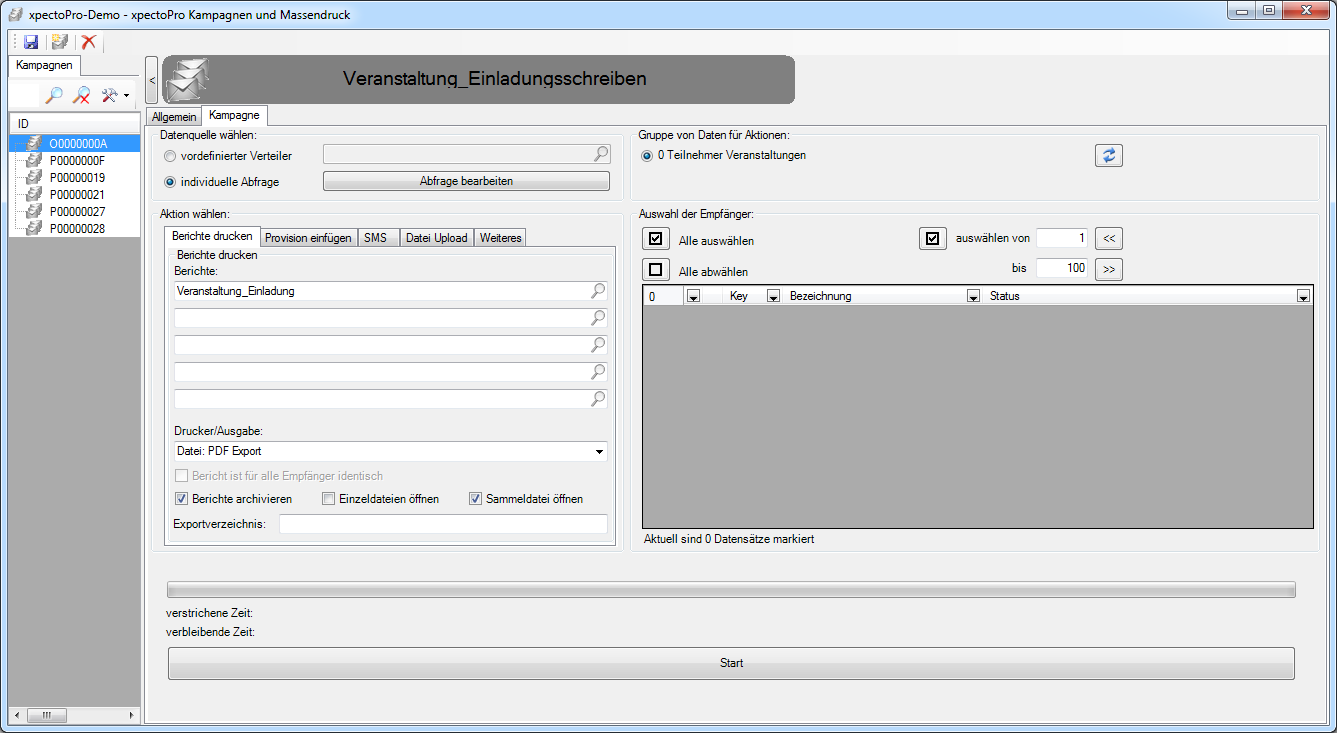 xpectoPro-Demo - xpectoPro Kampagnen und Massendruck
Kampagnen
ID
O0000000A
P0000000F
P00000019
P00000021
P00000027
P00000028
<
Veranstaltung_Einladungsschreiben
Allgemein Kampagne
Datenquelle wählen:
vordefinierter Verteiler
individuelle Abfrage
Abfrage bearbeiten
Gruppe von Daten für Aktionen:
0 Teilnehmer Veranstaltungen
Aktion wählen:
Berichte drucken Provision einfügen SMS Datei Upload Weiteres
Berichte drucken
Berichte:
Veranstaltung_Einladung
Drucker/Ausgabe:
Datei: PDF Export
Bericht ist für alle Empfänger identisch
Berichte archivieren Einzeldateien öffnen Sammeldatei öffnen
Exportverzeichnis:
Auswahl der Empfänger:
Alle auswählen auswählen von 1 <<
Alle abwählen bis 100 >>
0 Key Bezeichnung Status
Aktuell sind 0 Datensätze markiert
verstrichene Zeit:
verbleibende Zeit:
Start